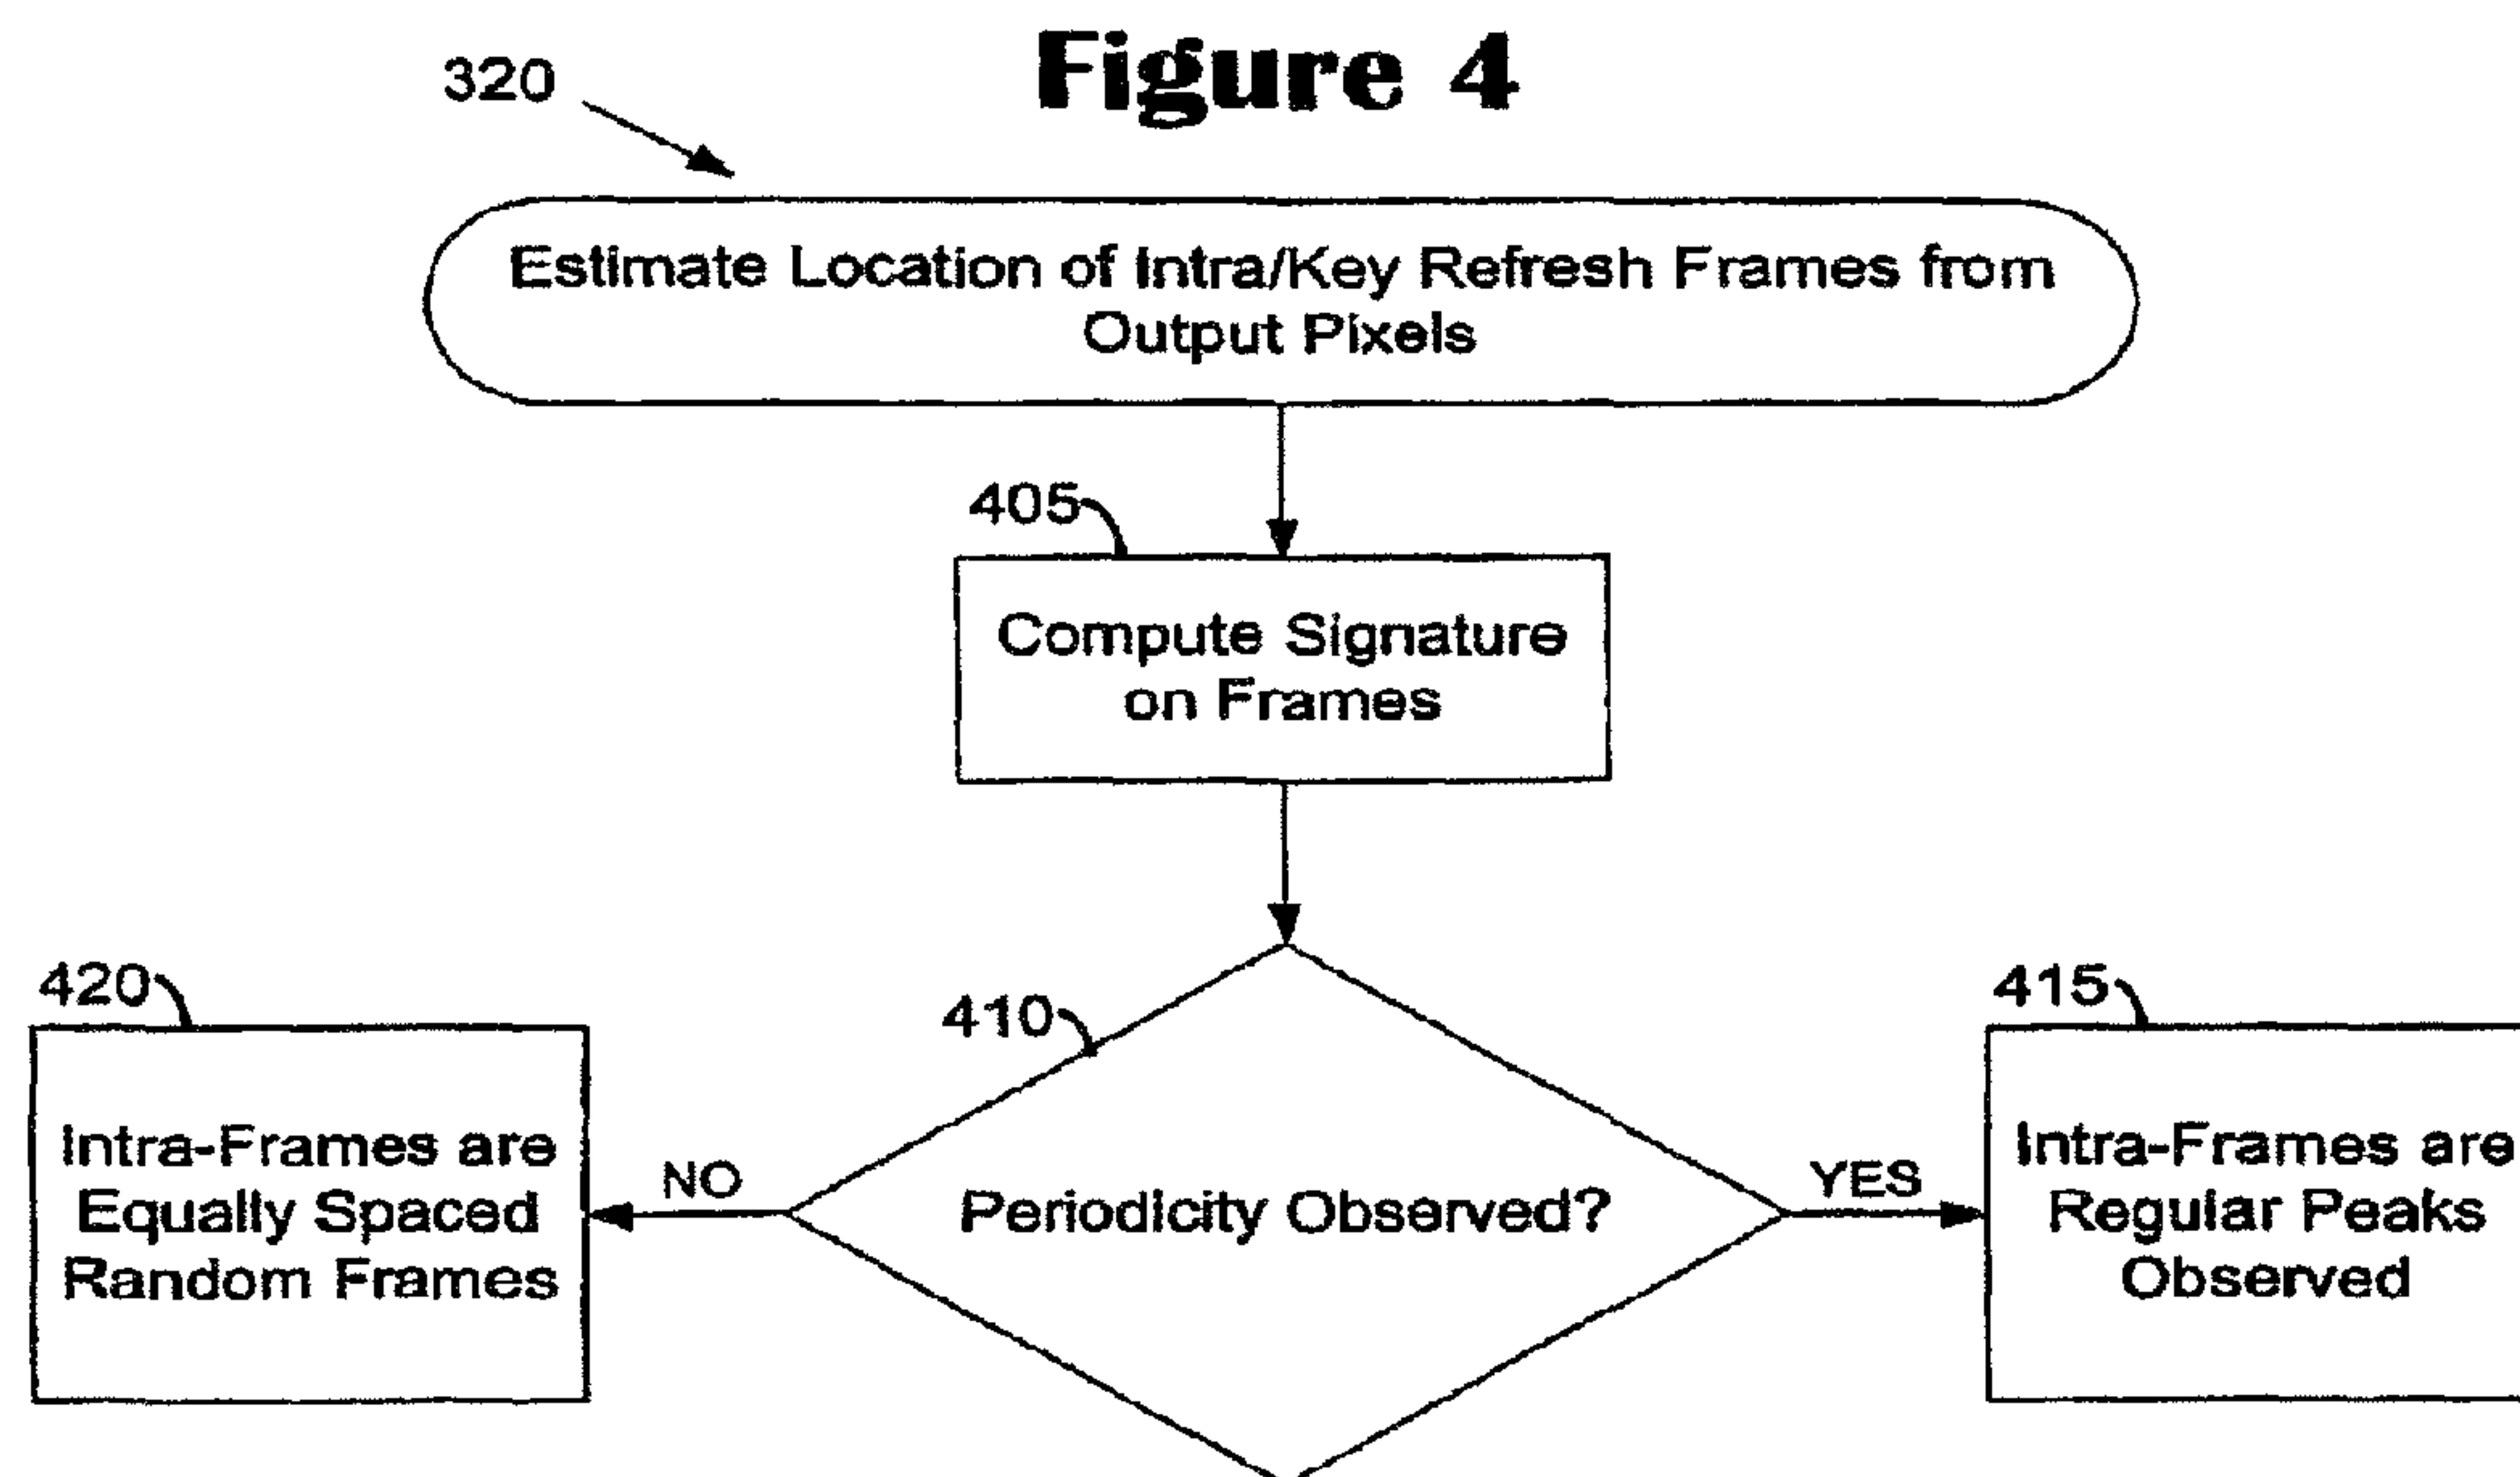 Figure 4
320
Estimate Location of Intra/Key Refresh Frames from
Output Pixels
405
Compute Signature
on Frames
410
Periodicity Observed?
NO
YES
420
Intra-Frames are
Equally Spaced
Random Frames
415
Intra-Frames are
Regular Peaks
Observed